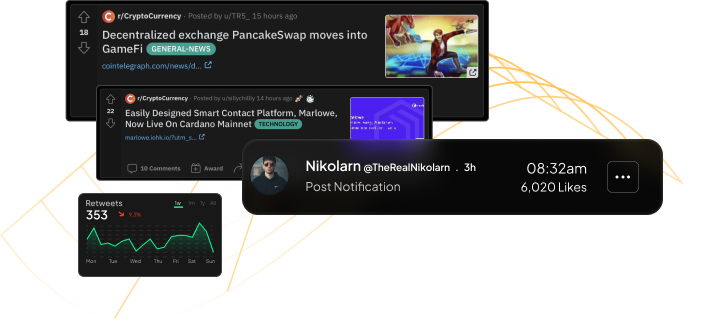 r/CryptoCurrency · Posted by u/TR5_ 15 hours ago
18
Decentralized exchange PancakeSwap moves into
GameFi GENERAL-NEWS
cointelegraph.com/news/d...
r/CryptoCurrency · Posted by u/sillychillly 14 hours ago
22
Easily Designed Smart Contact Platform, Marlowe,
Now Live On Cardano Mainnet TECHNOLOGY
marlowe.iohk.io/?utm_s...
10 Comments Award
Nikolarn @TheRealNikolarn . 3h
Post Notification
08:32am
6,020 Likes
Retweets
353 9.3%
1w 1m 1y All
Mon Tue Wed Thu Fri Sat Sun